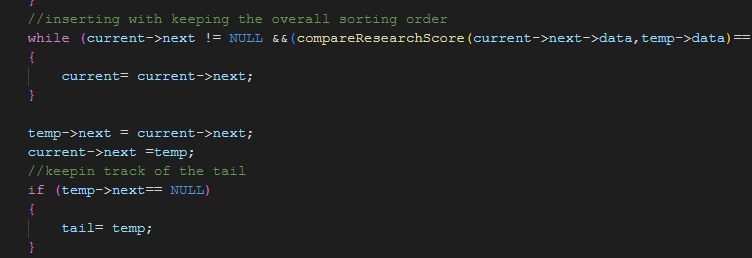 }
//inserting with keeping the overall sorting order
while (current->next != NULL &&(compareResearchScore(current->next->data,temp->data)==
{
current= current->next;
}
temp->next = current->next;
current->next =temp;
//keepin track of the tail
if (temp->next== NULL)
{
tail= temp;
}